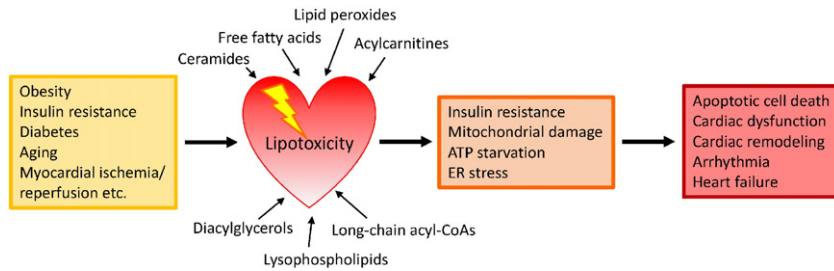 Lipid peroxides
Free fatty acids
Acylcarnitines
Ceramides
Obesity
Insulin resistance
Diabetes
Aging
Myocardial ischemia/
reperfusion etc.
Lipotoxicity
Diacylglycerols
Long-chain acyl-CoAs
Lysophospholipids
Insulin resistance
Mitochondrial damage
ATP starvation
ER stress
Apoptotic cell death
Cardiac dysfunction
Cardiac remodeling
Arrhythmia
Heart failure